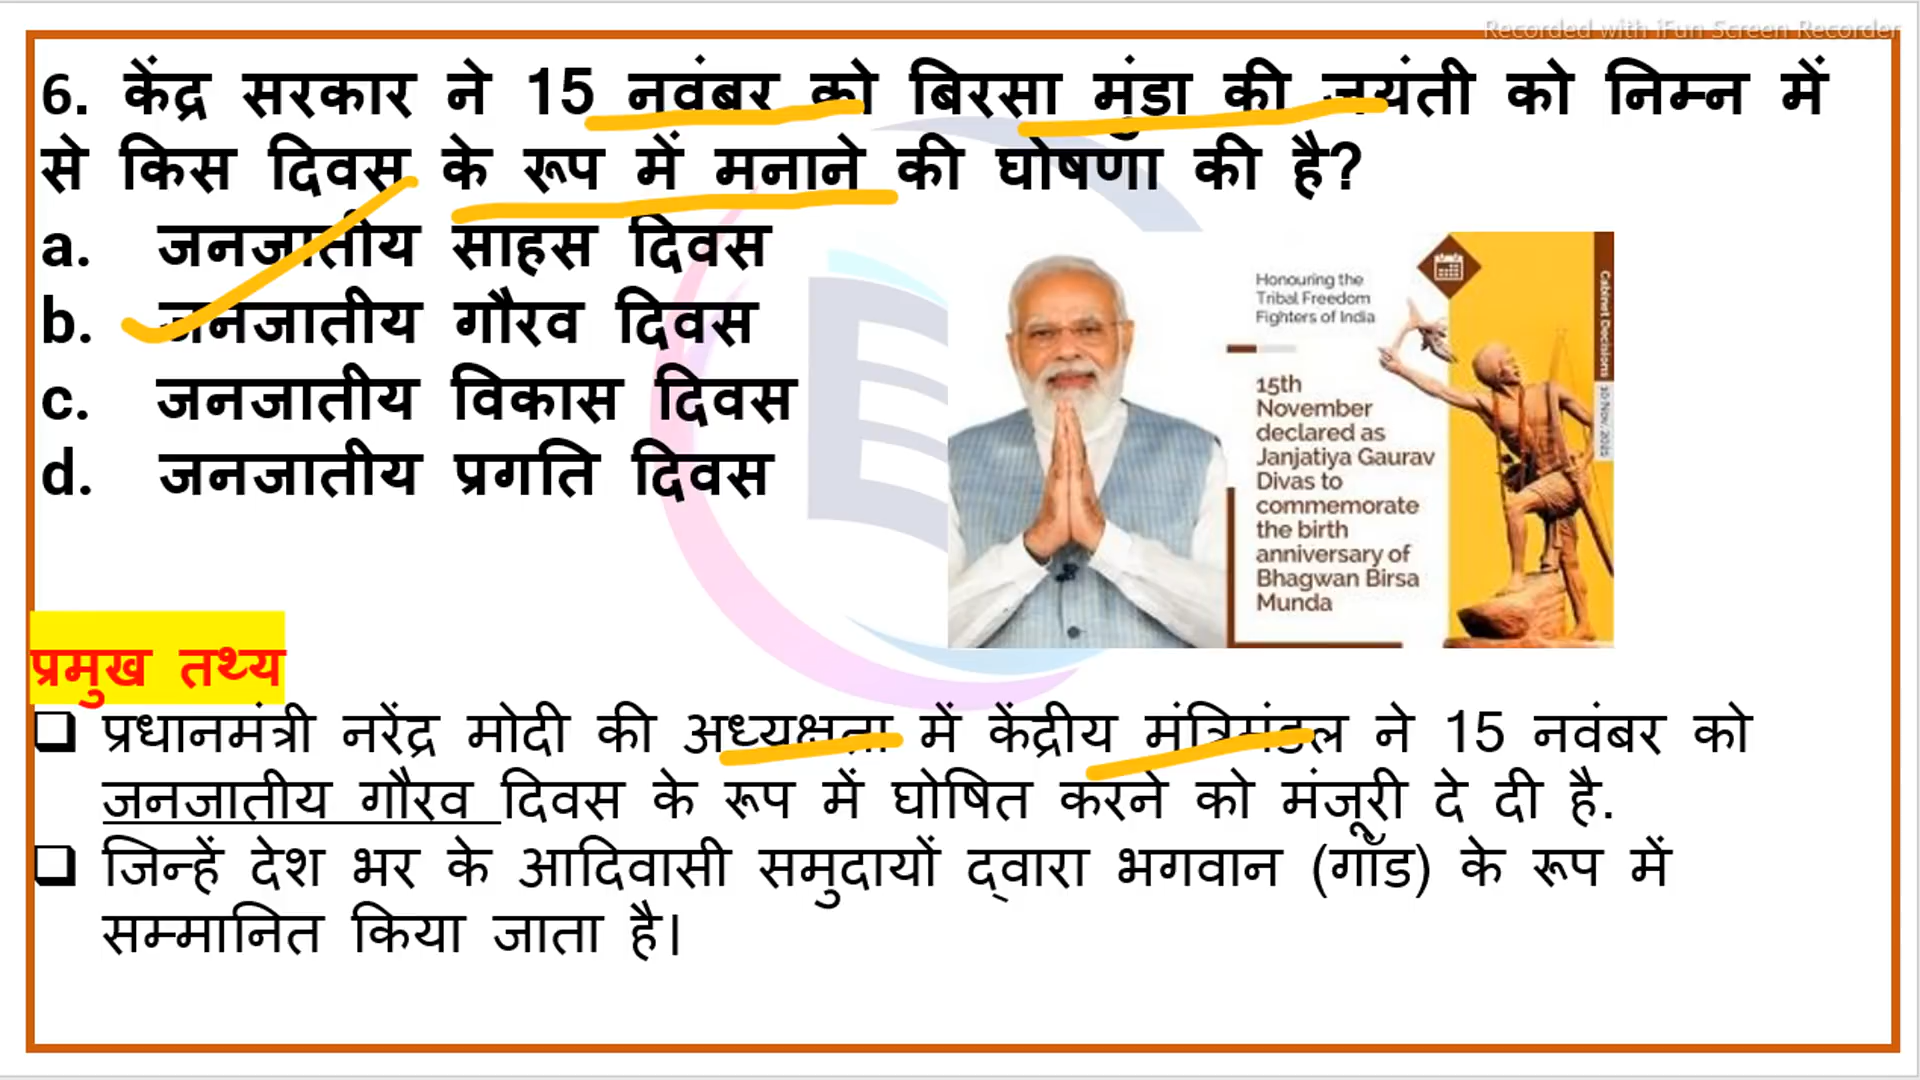 Recorded with iFun Screen Recorder
6. केंद्र सरकार ने 15 नवंबर को बिरसा मुंडा की जयंती को निम्न में
से किस दिवस के रूप में मनाने की घोषणा की है?
a. जनजातीय साहस दिवस
b. जनजातीय गौरव दिवस
c. जनजातीय विकास दिवस
d. जनजातीय प्रगति दिवस
Honouring the
Tribal Freedom
Fighters of India
15th
November
declared as
Janjatiya Gaurav
Divas to
commemorate
the birth
anniversary of
Bhagwan Birsa
Munda
Cabinet Decisions
प्रमुख तथ्य
❑ प्रधानमंत्री नरेंद्र मोदी की अध्यक्षता में केंद्रीय मंत्रिमंडल ने 15 नवंबर को
जनजातीय गौरव दिवस के रूप में घोषित करने को मंजूरी दे दी है.
❑ जिन्हें देश भर के आदिवासी समुदायों द्वारा भगवान (गॉड) के रूप में
सम्मानित किया जाता है।